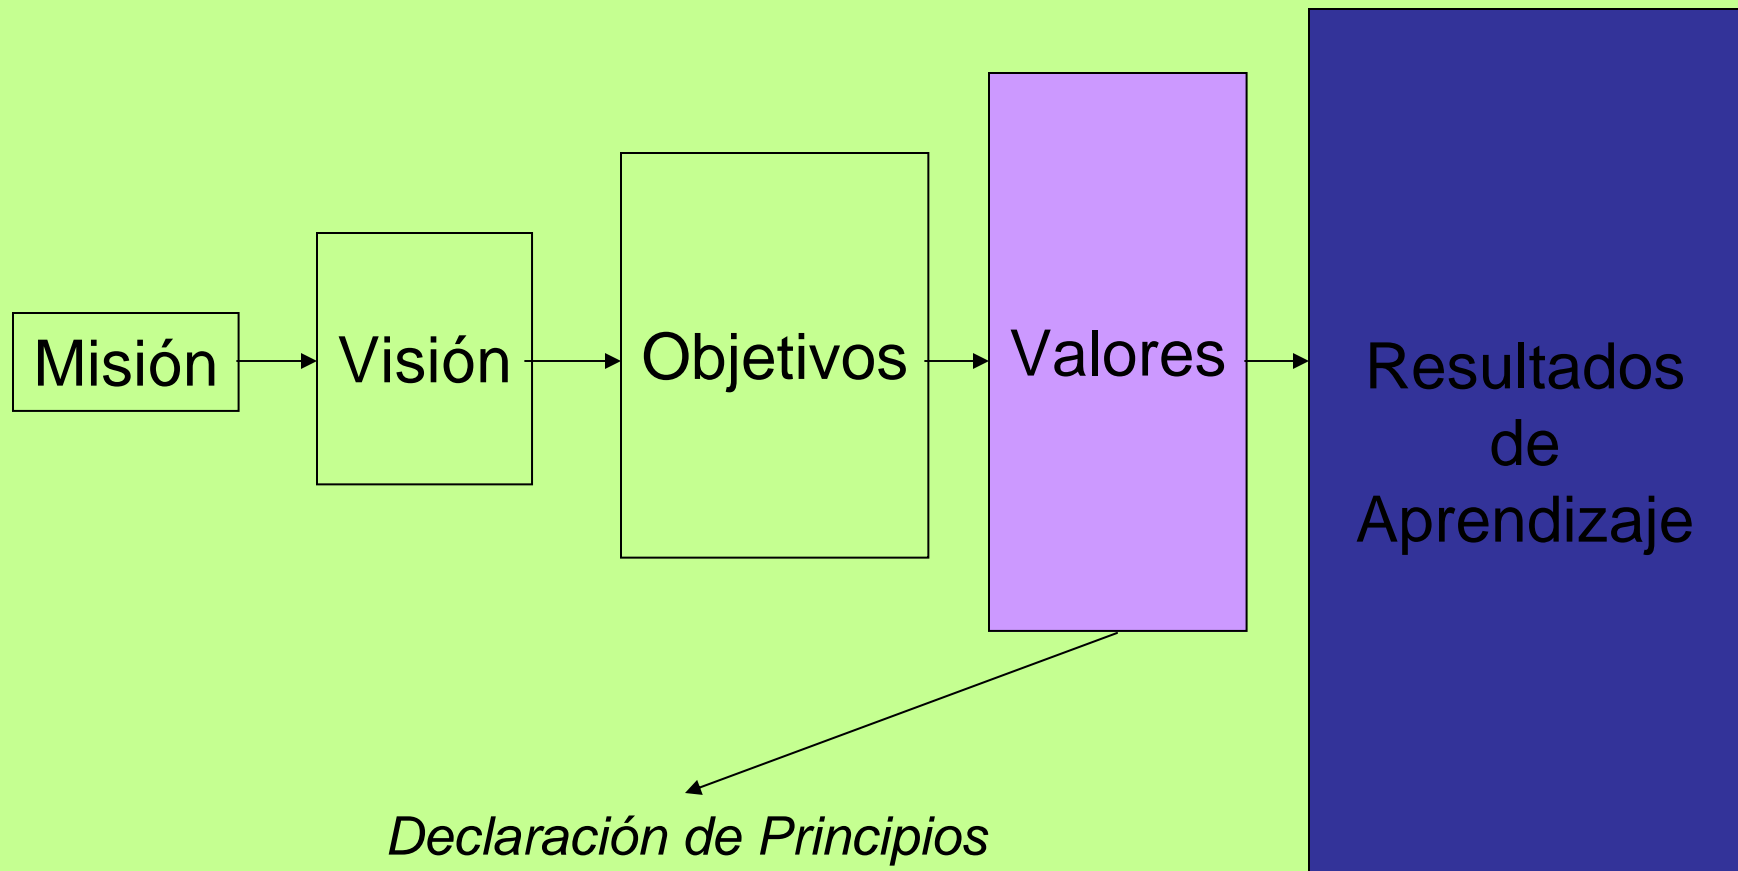 Misión
Visión
Objetivos
Valores
Resultados
de
Aprendizaje
Declaración de Principios